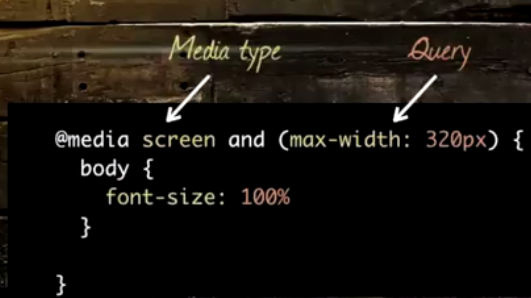 Media type Query
@media screen and (max-width: 320px) {
body {
font-size: 100%
}
}